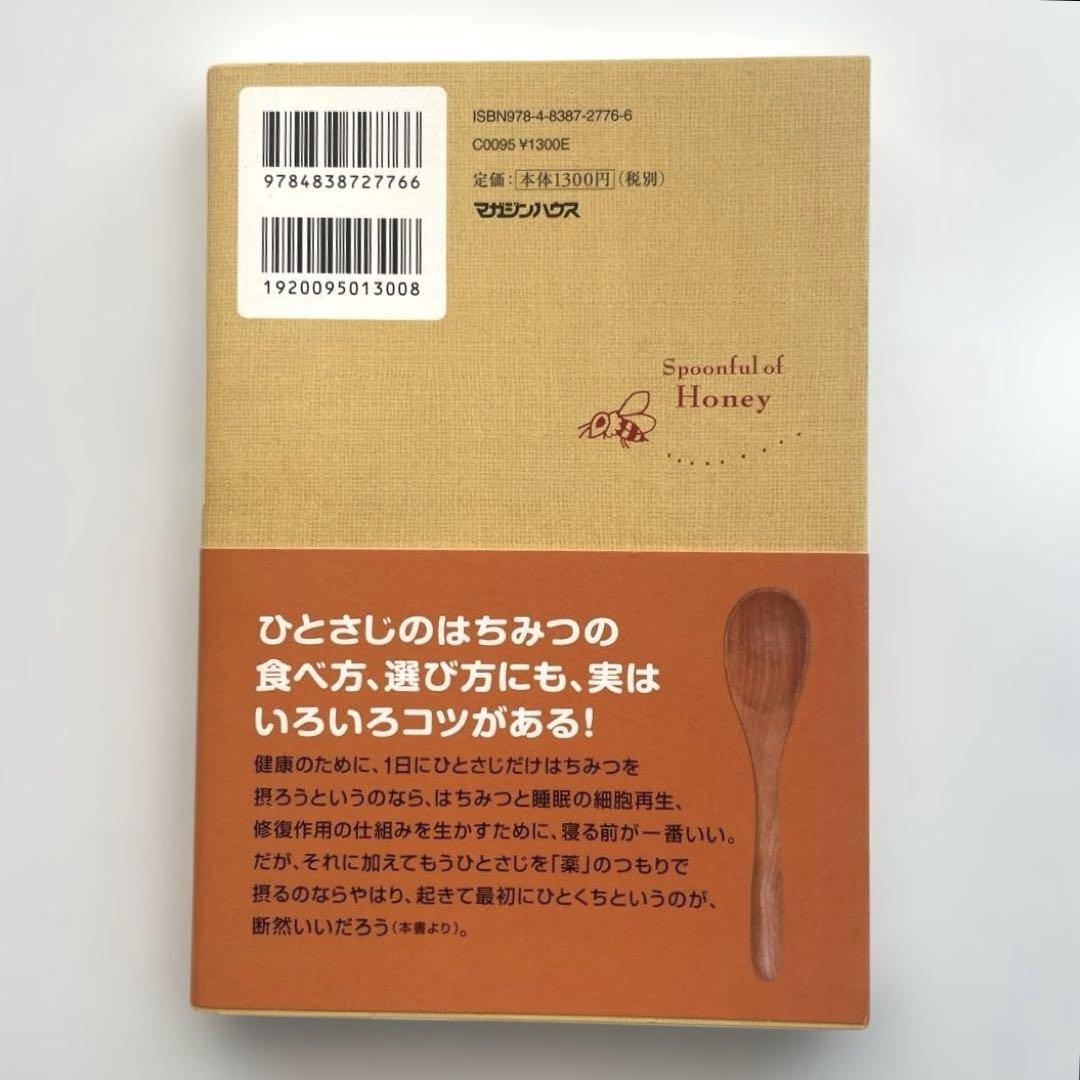 9784838727766
1920095013008
ISBN978-4-8387-2776-6
C0095 ¥1300E
定価:本体1300円(税別)
マガジンハウス
Spoonful of
Honey
ひとさじのはちみつの
食べ方、選び方にも、実は
いろいろコツがある!
健康のために、1日にひとさじだけはちみつを
摂ろうというのなら、はちみつと睡眠の細胞再生、
修復作用の仕組みを生かすために、寝る前が一番いい。
だが、それに加えてもうひとさじを「薬」のつもりで
摂るのならやはり、起きて最初にひとくちというのが、
断然いいだろう(本書より)。